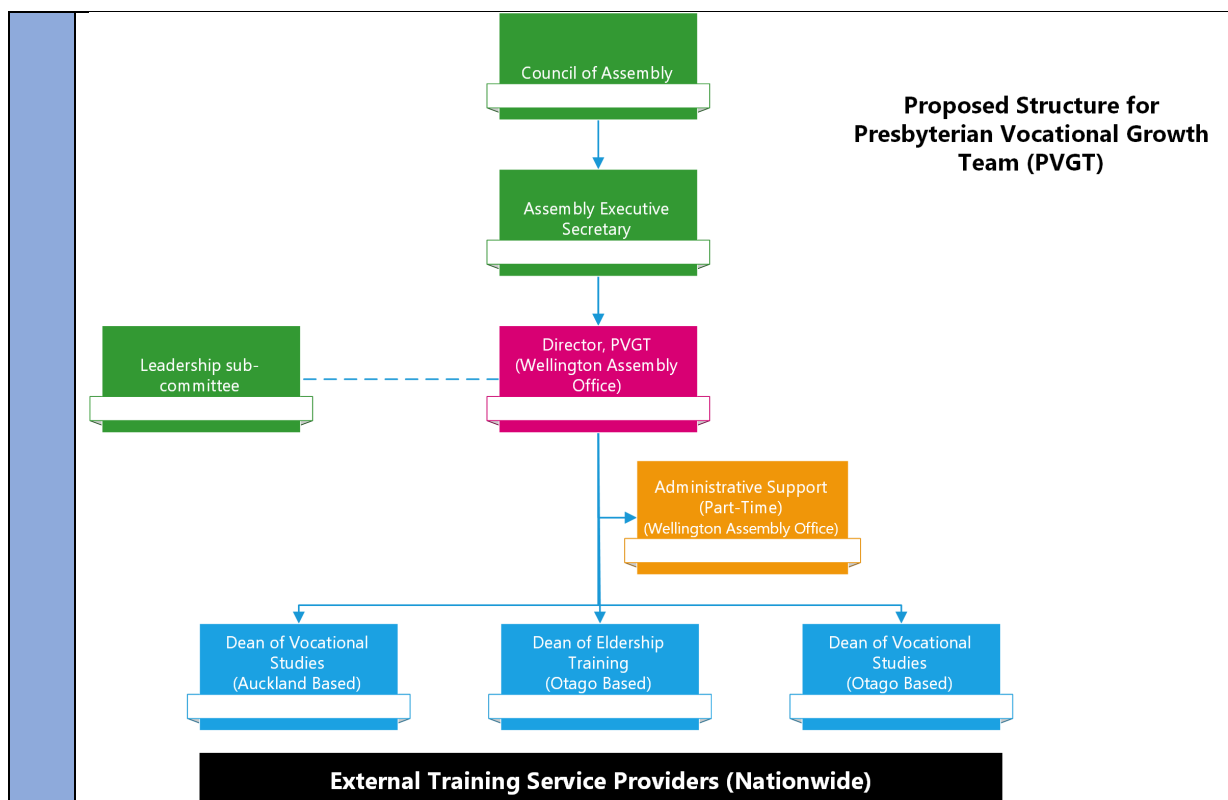 Council of Assembly
Proposed Structure for
Presbyterian Vocational Growth
Team (PVGT)
Assembly Executive
Secretary
Leadership sub-
committee
Director, PVGT
(Wellington Assembly
Office)
Administrative Support
(Part-Time)
(Wellington Assembly Office)
Dean of Vocational
Studies
(Auckland Based)
Dean of Eldership
Training
(Otago Based)
Dean of Vocational
Studies
(Otago Based)
External Training Service Providers (Nationwide)